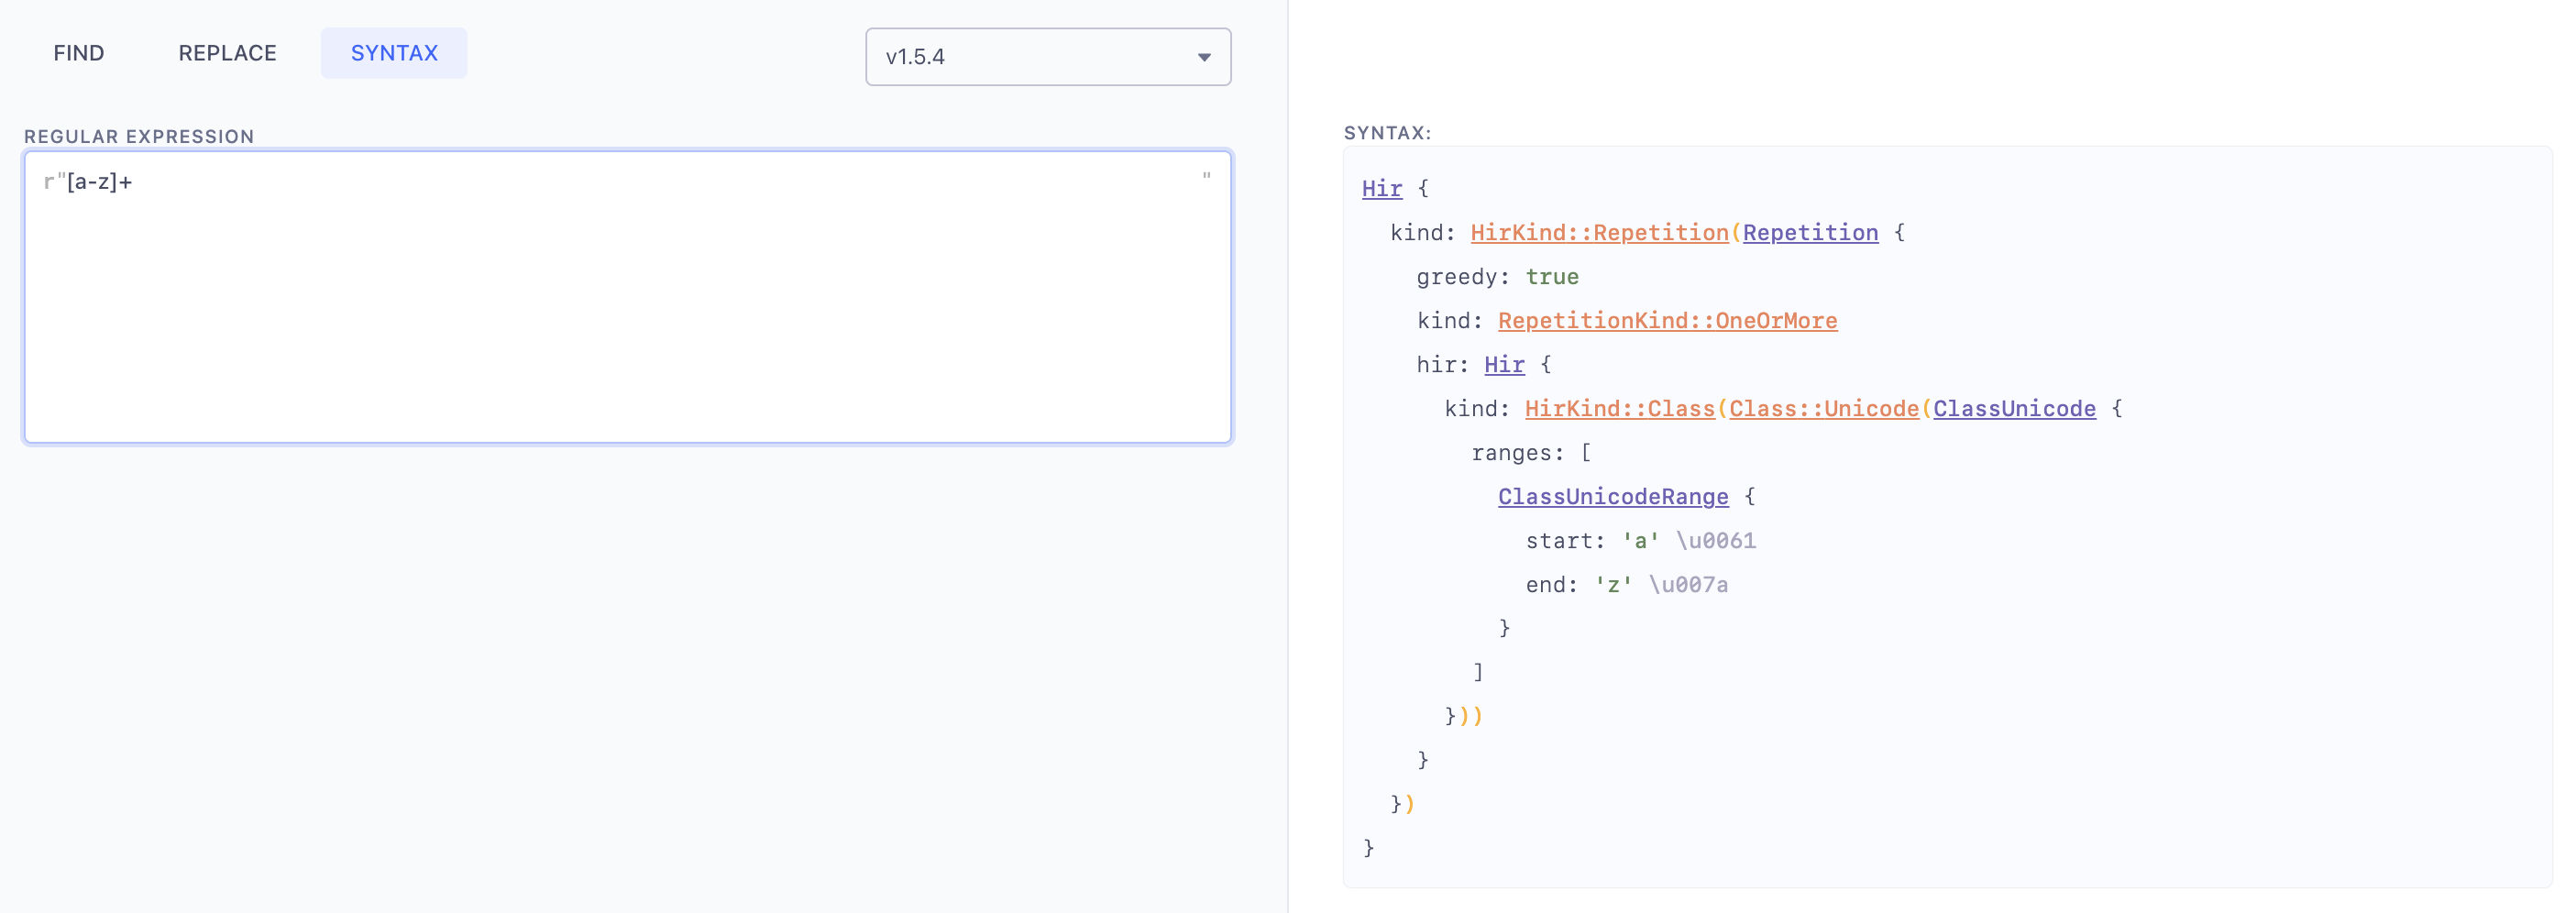 FIND REPLACE SYNTAX v1.5.4
REGULAR EXPRESSION
r"[a-z]+ "
SYNTAX:
Hir {
kind: HirKind::Repetition(Repetition {
greedy: true
kind: RepetitionKind::OneOrMore
hir: Hir {
kind: HirKind::Class(Class::Unicode(ClassUnicode {
ranges: [
ClassUnicodeRange {
start: 'a' \u0061
end: 'z' \u007a
}
]
}))
}
})
}